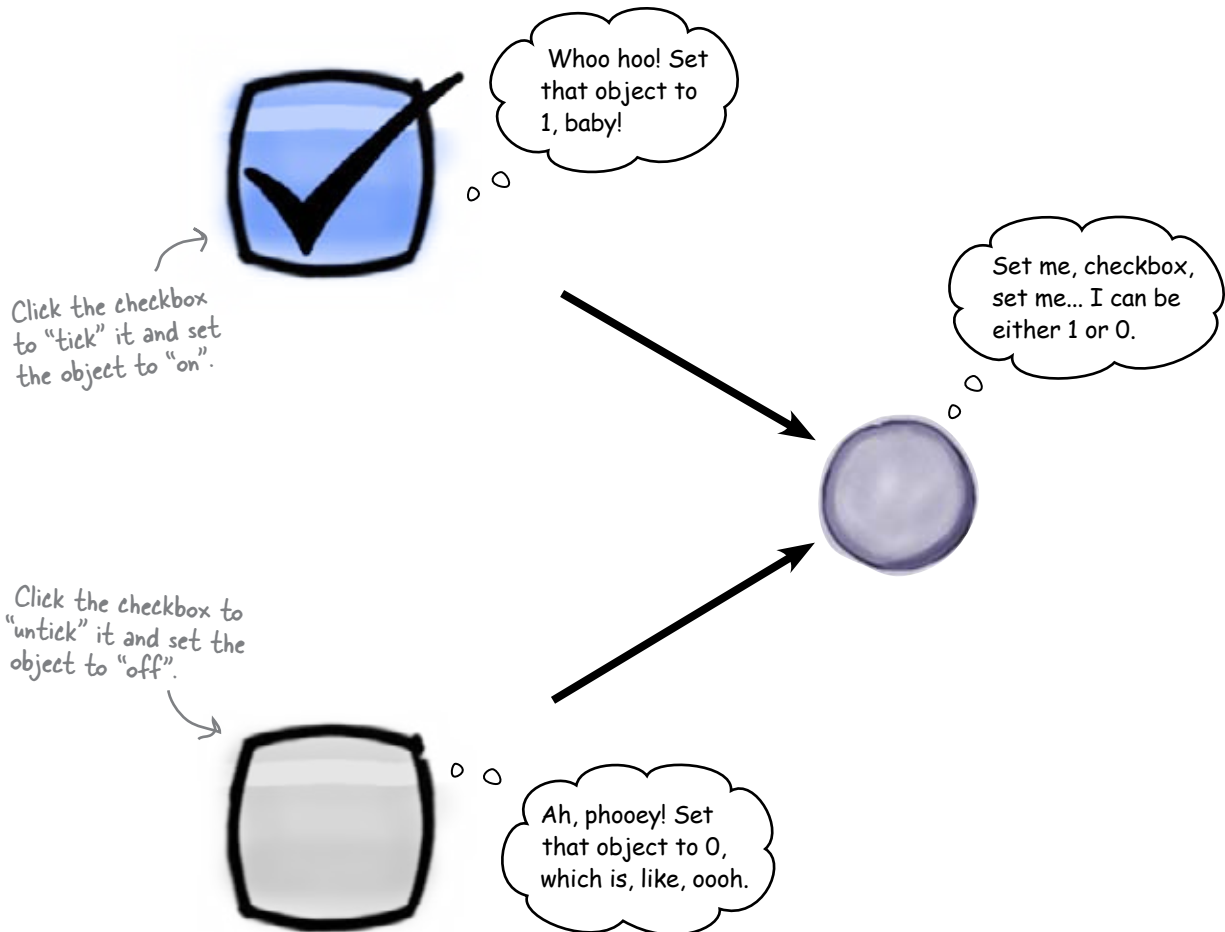 Whoo hoo! Set
that object to
1, baby!
Click the checkbox
to “tick” it and set
the object to “on”.
Set me, checkbox,
set me... I can be
either 1 or 0.
Click the checkbox to
“untick” it and set the
object to “off”.
Ah, phooey! Set
that object to 0,
which is, like, oooh.